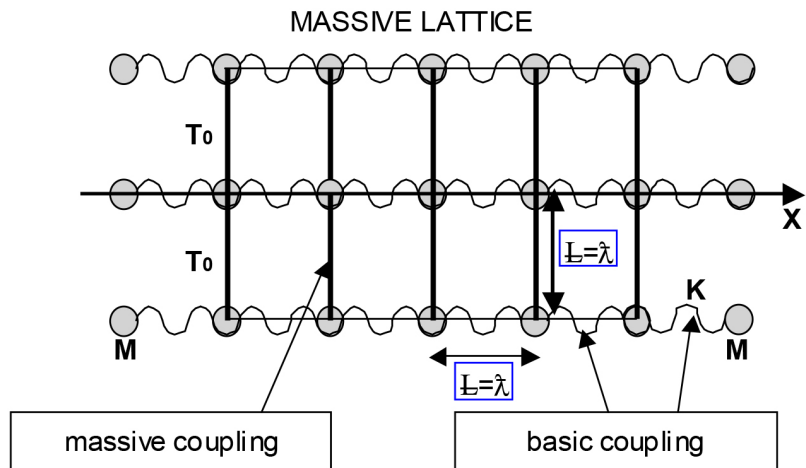 MASSIVE LATTICE
T0
X
T0
Ł=ƛ
K
M
M
Ł=ƛ
massive coupling
basic coupling